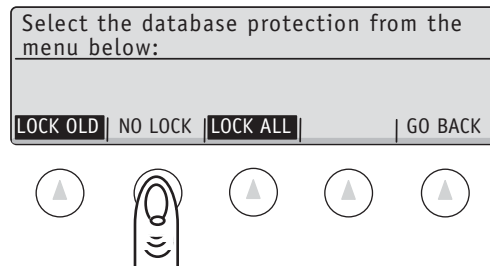 Select the database protection from the
menu below:
LOCK OLD NO LOCK LOCK ALL GO BACK